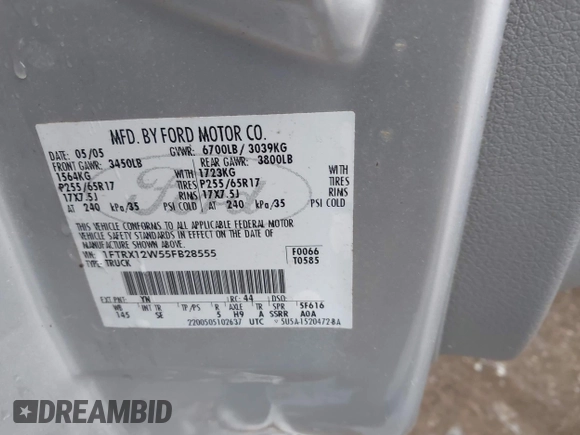 MFD. BY FORD MOTOR CO.
DATE: 05/05 GVWR: 6700LB/ 3039KG
FRONT GAWR: 3450LB REAR GAWR: 3800LB
1564KG 1723KG
P255/65R17 TIRES P255/65R17 TIRES
17X7.5J RIMS 17X7.5J RIMS
AT 240 kPa/35 PSI COLD AT 240 kPa/35 PSI COLD
Ford
THIS VEHICLE CONFORMS TO ALL APPLICABLE FEDERAL MOTOR
VEHICLE SAFETY STANDARDS IN EFFECT ON THE DATE OF
MANUFACTURE SHOWN ABOVE.
VIN: 1FTRX12W55FB28555 F0066
TYPE: TRUCK T0585
EXT PNT: YN RC: 44 DSO:
WB INT TR TP/PS R AXLE TR SPR 5F616
145 SE 5 H9 A SSRR A0A
2200505102637 UTC
DREAMBID